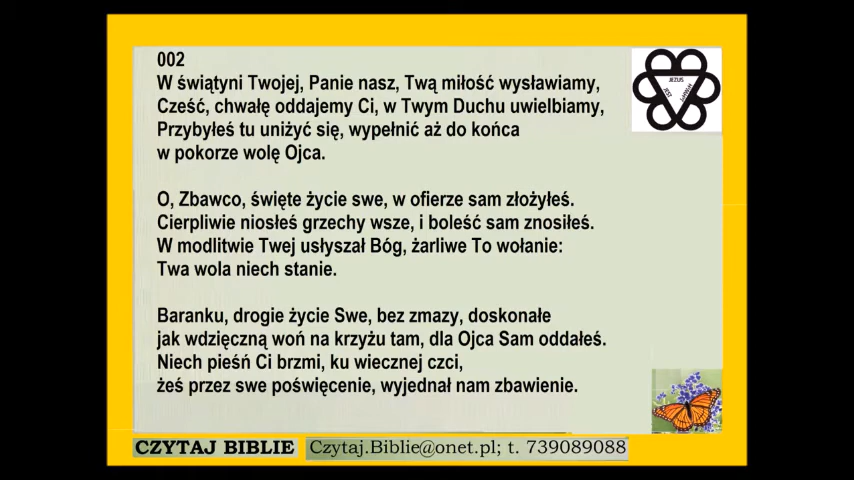 002
W świątyni Twojej, Panie nasz, Twą miłość wysławiamy,
Cześć, chwałę oddajemy Ci, w Twym Duchu uwielbiamy,
Przybyłeś tu uniżyć się, wypełnić aż do końca
w pokorze wolę Ojca.
O, Zbawco, święte życie swe, w ofierze sam złożyłeś.
Cierpliwie niosłeś grzechy wsze, i boleść sam znosiłeś.
W modlitwie Twej usłyszał Bóg, żarliwe To wołanie:
Twa wola niech stanie.
Baranku, drogie życie Swe, bez zmazy, doskonałe
jak wdzięczną woń na krzyżu tam, dla Ojca Sam oddałeś.
Niech pieśń Ci brzmi, ku wiecznej czci,
żeś przez swe poświęcenie, wyjednał nam zbawienie.
JEZUS
JEST
CZYTAJ BIBLIE
Czytaj.Biblie@onet.pl; t. 739089088